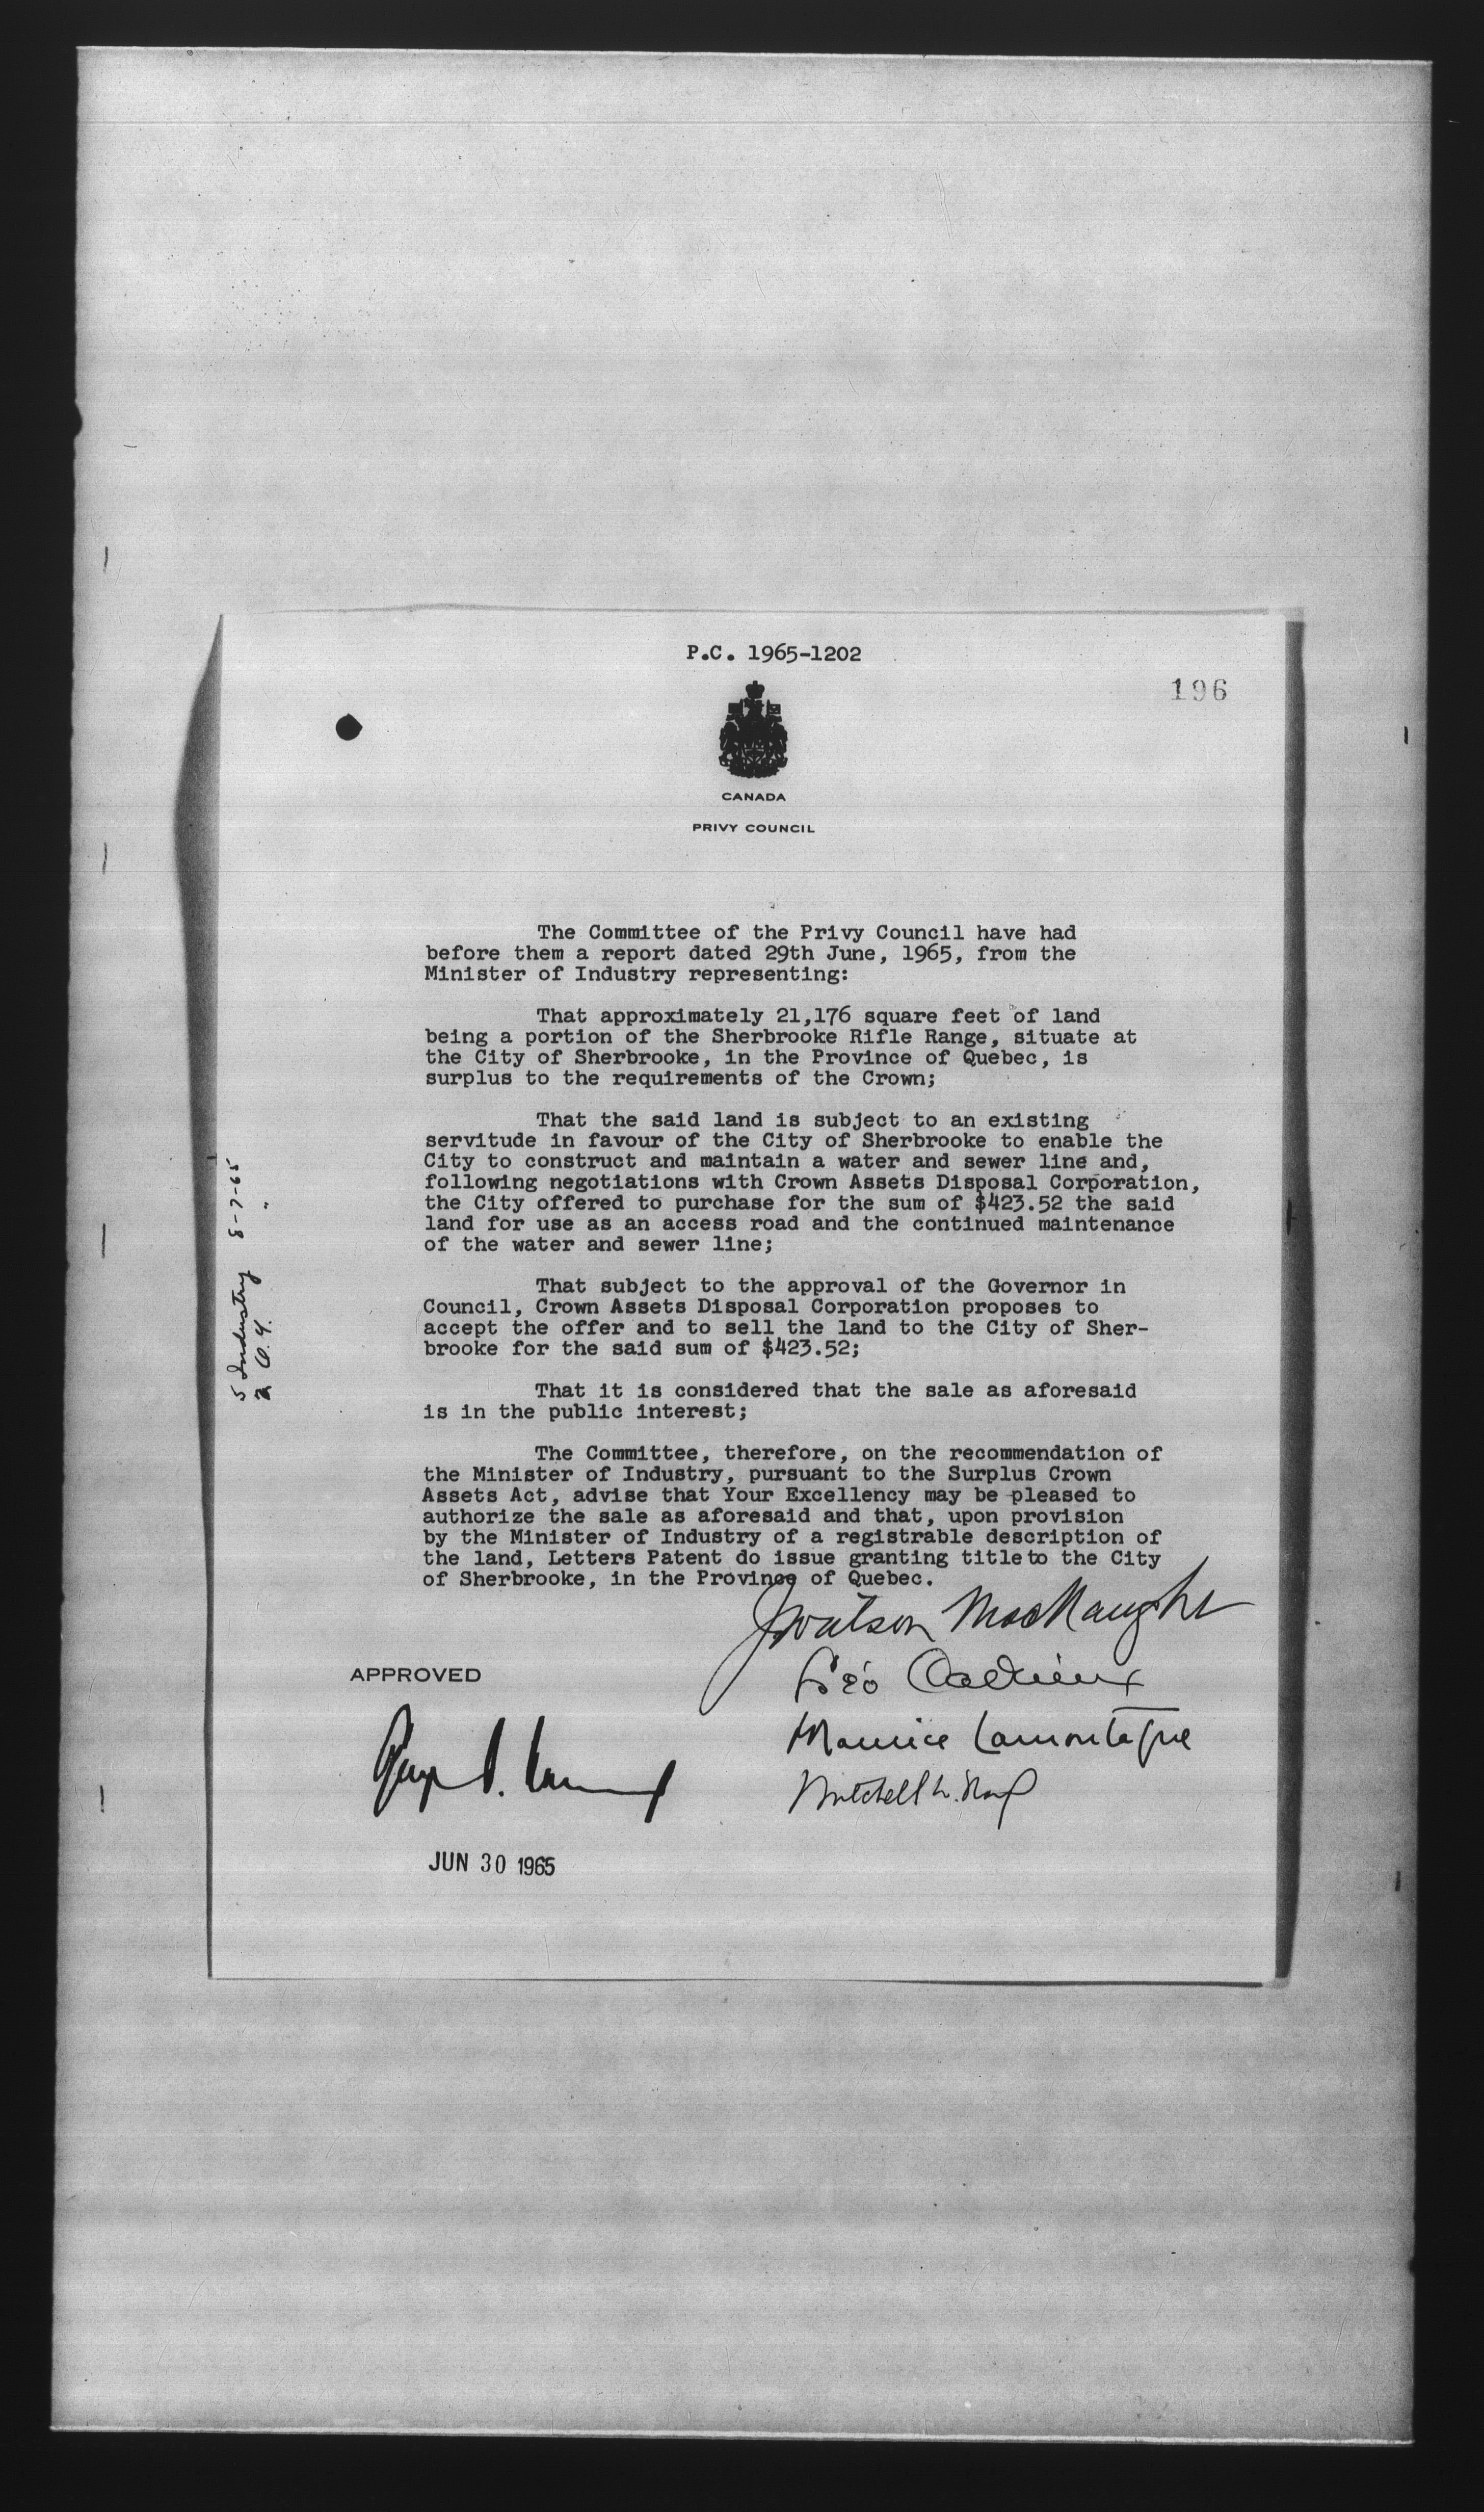 P.C. 1965-1202
196
CANADA
PRIVY COUNCIL
The Committee of the Privy Council have had
before them a report dated 29th June, 1965, from the
Minister of Industry representing:
That approximately 21,176 square feet of land
being a portion of the Sherbrooke Rifle Range, situate at
the City of Sherbrooke, in the Province of Quebec, is
surplus to the requirements of the Crown;
That the said land is subject to an existing
servitude in favour of the City of Sherbrooke to enable the
City to construct and maintain a water and sewer line and,
following negotiations with Crown Assets Disposal Corporation,
the City offered to purchase for the sum of $423.52 the said
land for use as an access road and the continued maintenance
of the water and sewer line;
That subject to the approval of the Governor in
Council, Crown Assets Disposal Corporation proposes to
accept the offer and to sell the land to the City of Sher-
brooke for the said sum of $423.52;
That it is considered that the sale as aforesaid
is in the public interest;
The Committee, therefore, on the recommendation of
the Minister of Industry, pursuant to the Surplus Crown
Assets Act, advise that Your Excellency may be pleased to
authorize the sale as aforesaid and that, upon provision
by the Minister of Industry of a registrable description of
the land, Letters Patent do issue granting title to the City
of Sherbrooke, in the Province of Quebec.
J Watson MacNaught
Léo Cadieux
Maurice Lamontagne
Mitchell Sharp
APPROVED
JUN 30 1965
5 Industry 8-7-65